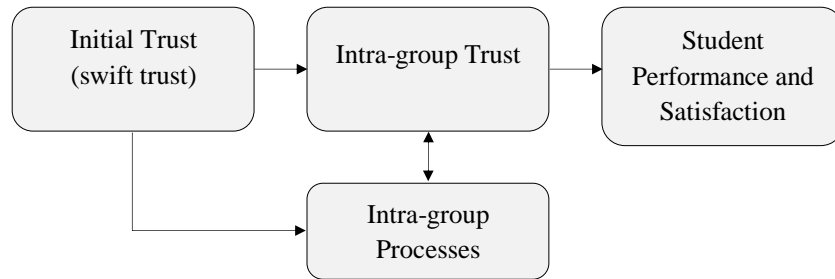 Initial Trust
(swift trust)
Intra-group Trust
Student
Performance and
Satisfaction
Intra-group
Processes